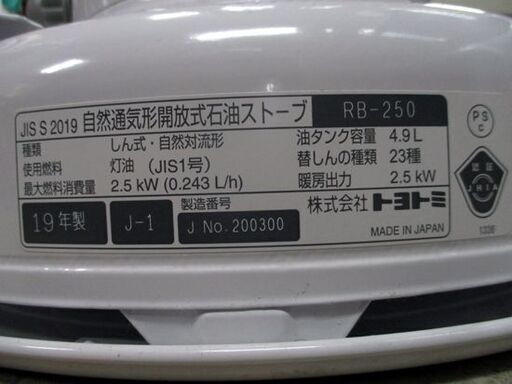 JIS S 2019 自然通気形開放式石油ストーブ RB-250
種類 しん式・自然対流形
使用燃料 灯油 (JIS1号)
最大燃料消費量 2.5 kW (0.243 L/h)
油タンク容量 4.9 L
替しんの種類 23種
暖房出力 2.5 kW
19年製
J-1
製造番号
J No.200300
株式会社トヨトミ
MADE IN JAPAN
PS
C
認証
JHIA
1336